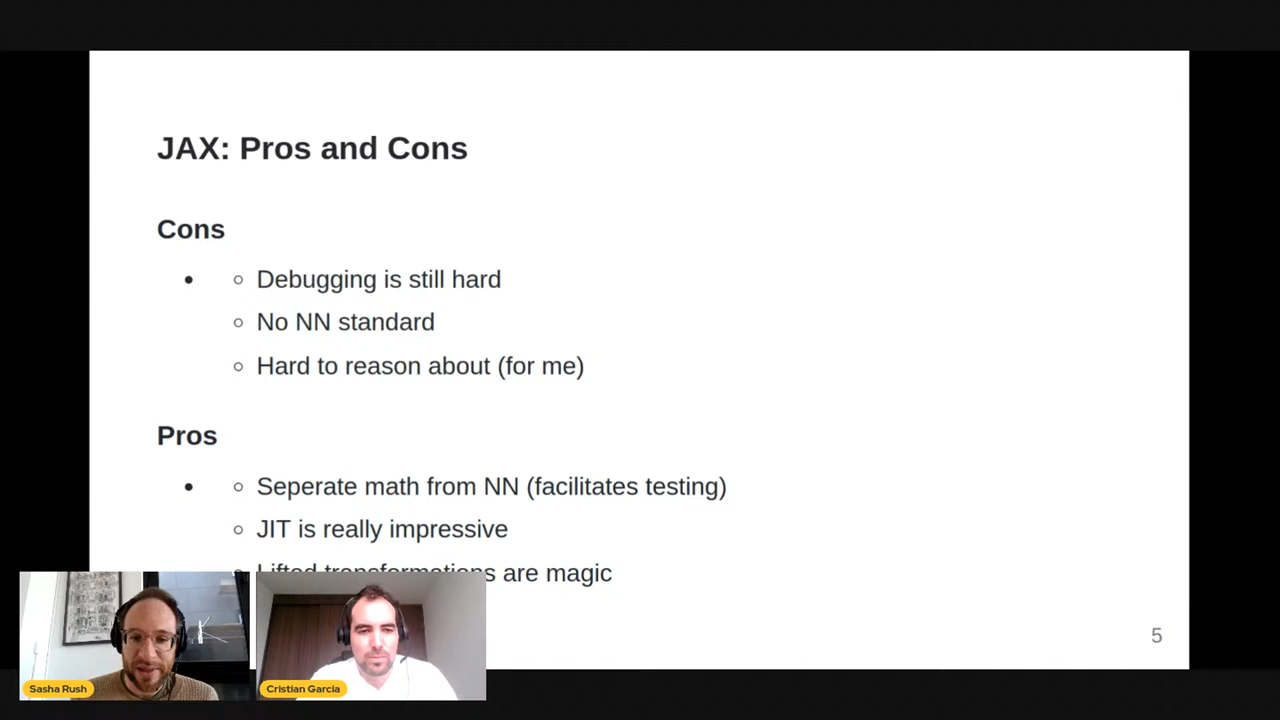 JAX: Pros and Cons
Cons
Debugging is still hard
No NN standard
Hard to reason about (for me)
Pros
Seperate math from NN (facilitates testing)
JIT is really impressive
Lifted transformations are magic
5
Sasha Rush
Cristian Garcia